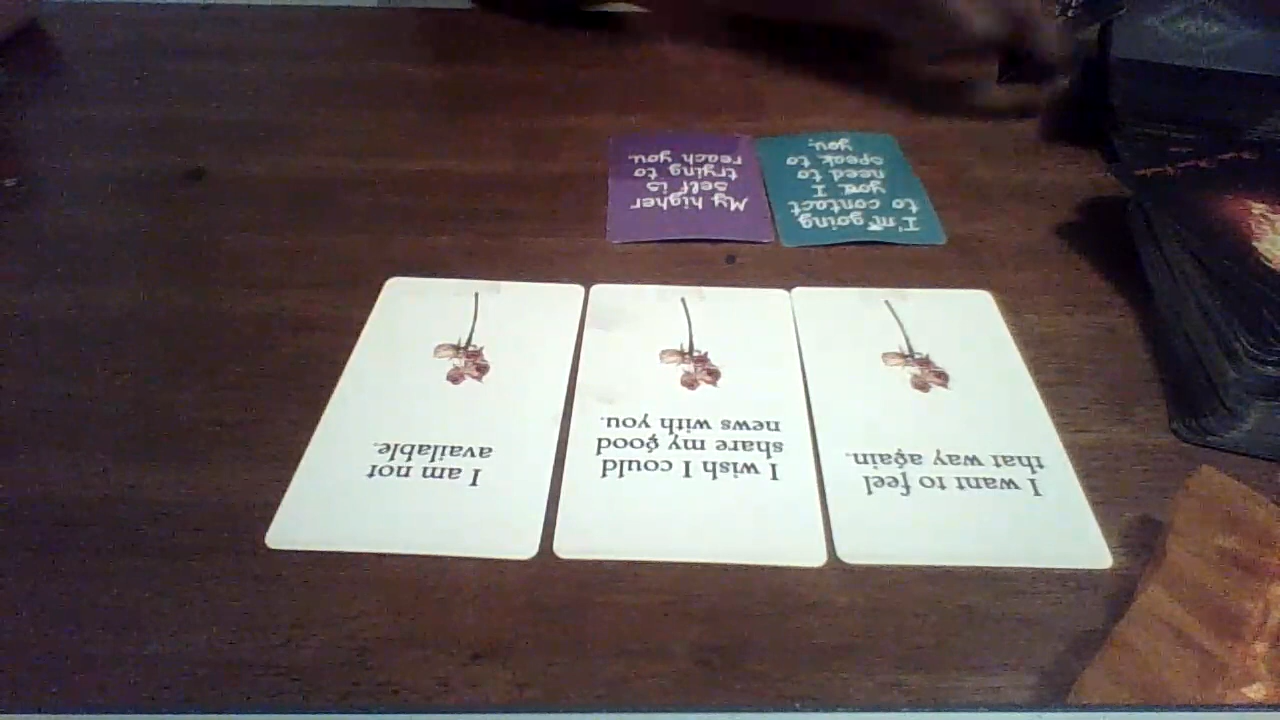 I want to feel
that way again.
I wish I could
share my good
news with you.
I am not
available.
I'm going
to contact
you I
need to
speak to
you.
My higher
self is
trying to
reach you.